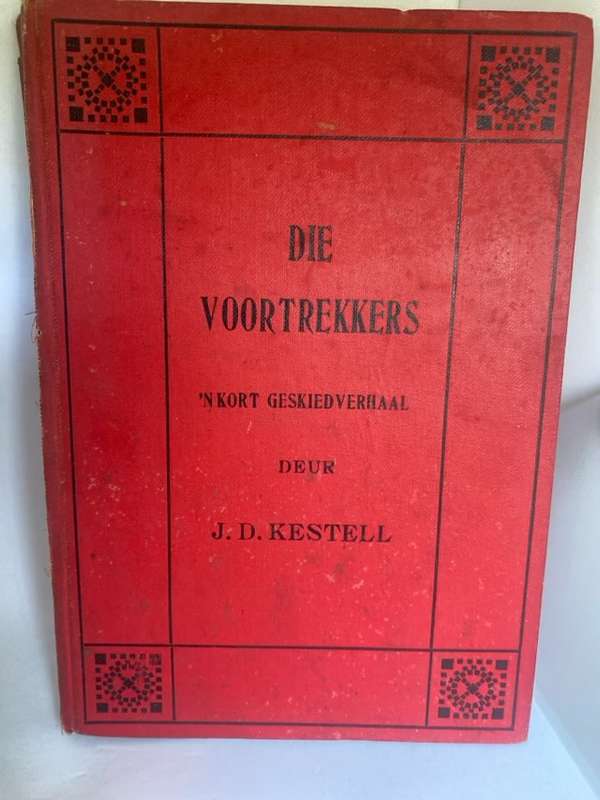 DIE
VOORTREKKERS
'N KORT GESKIEDVERHAAL
DEUR
J. D. KESTELL